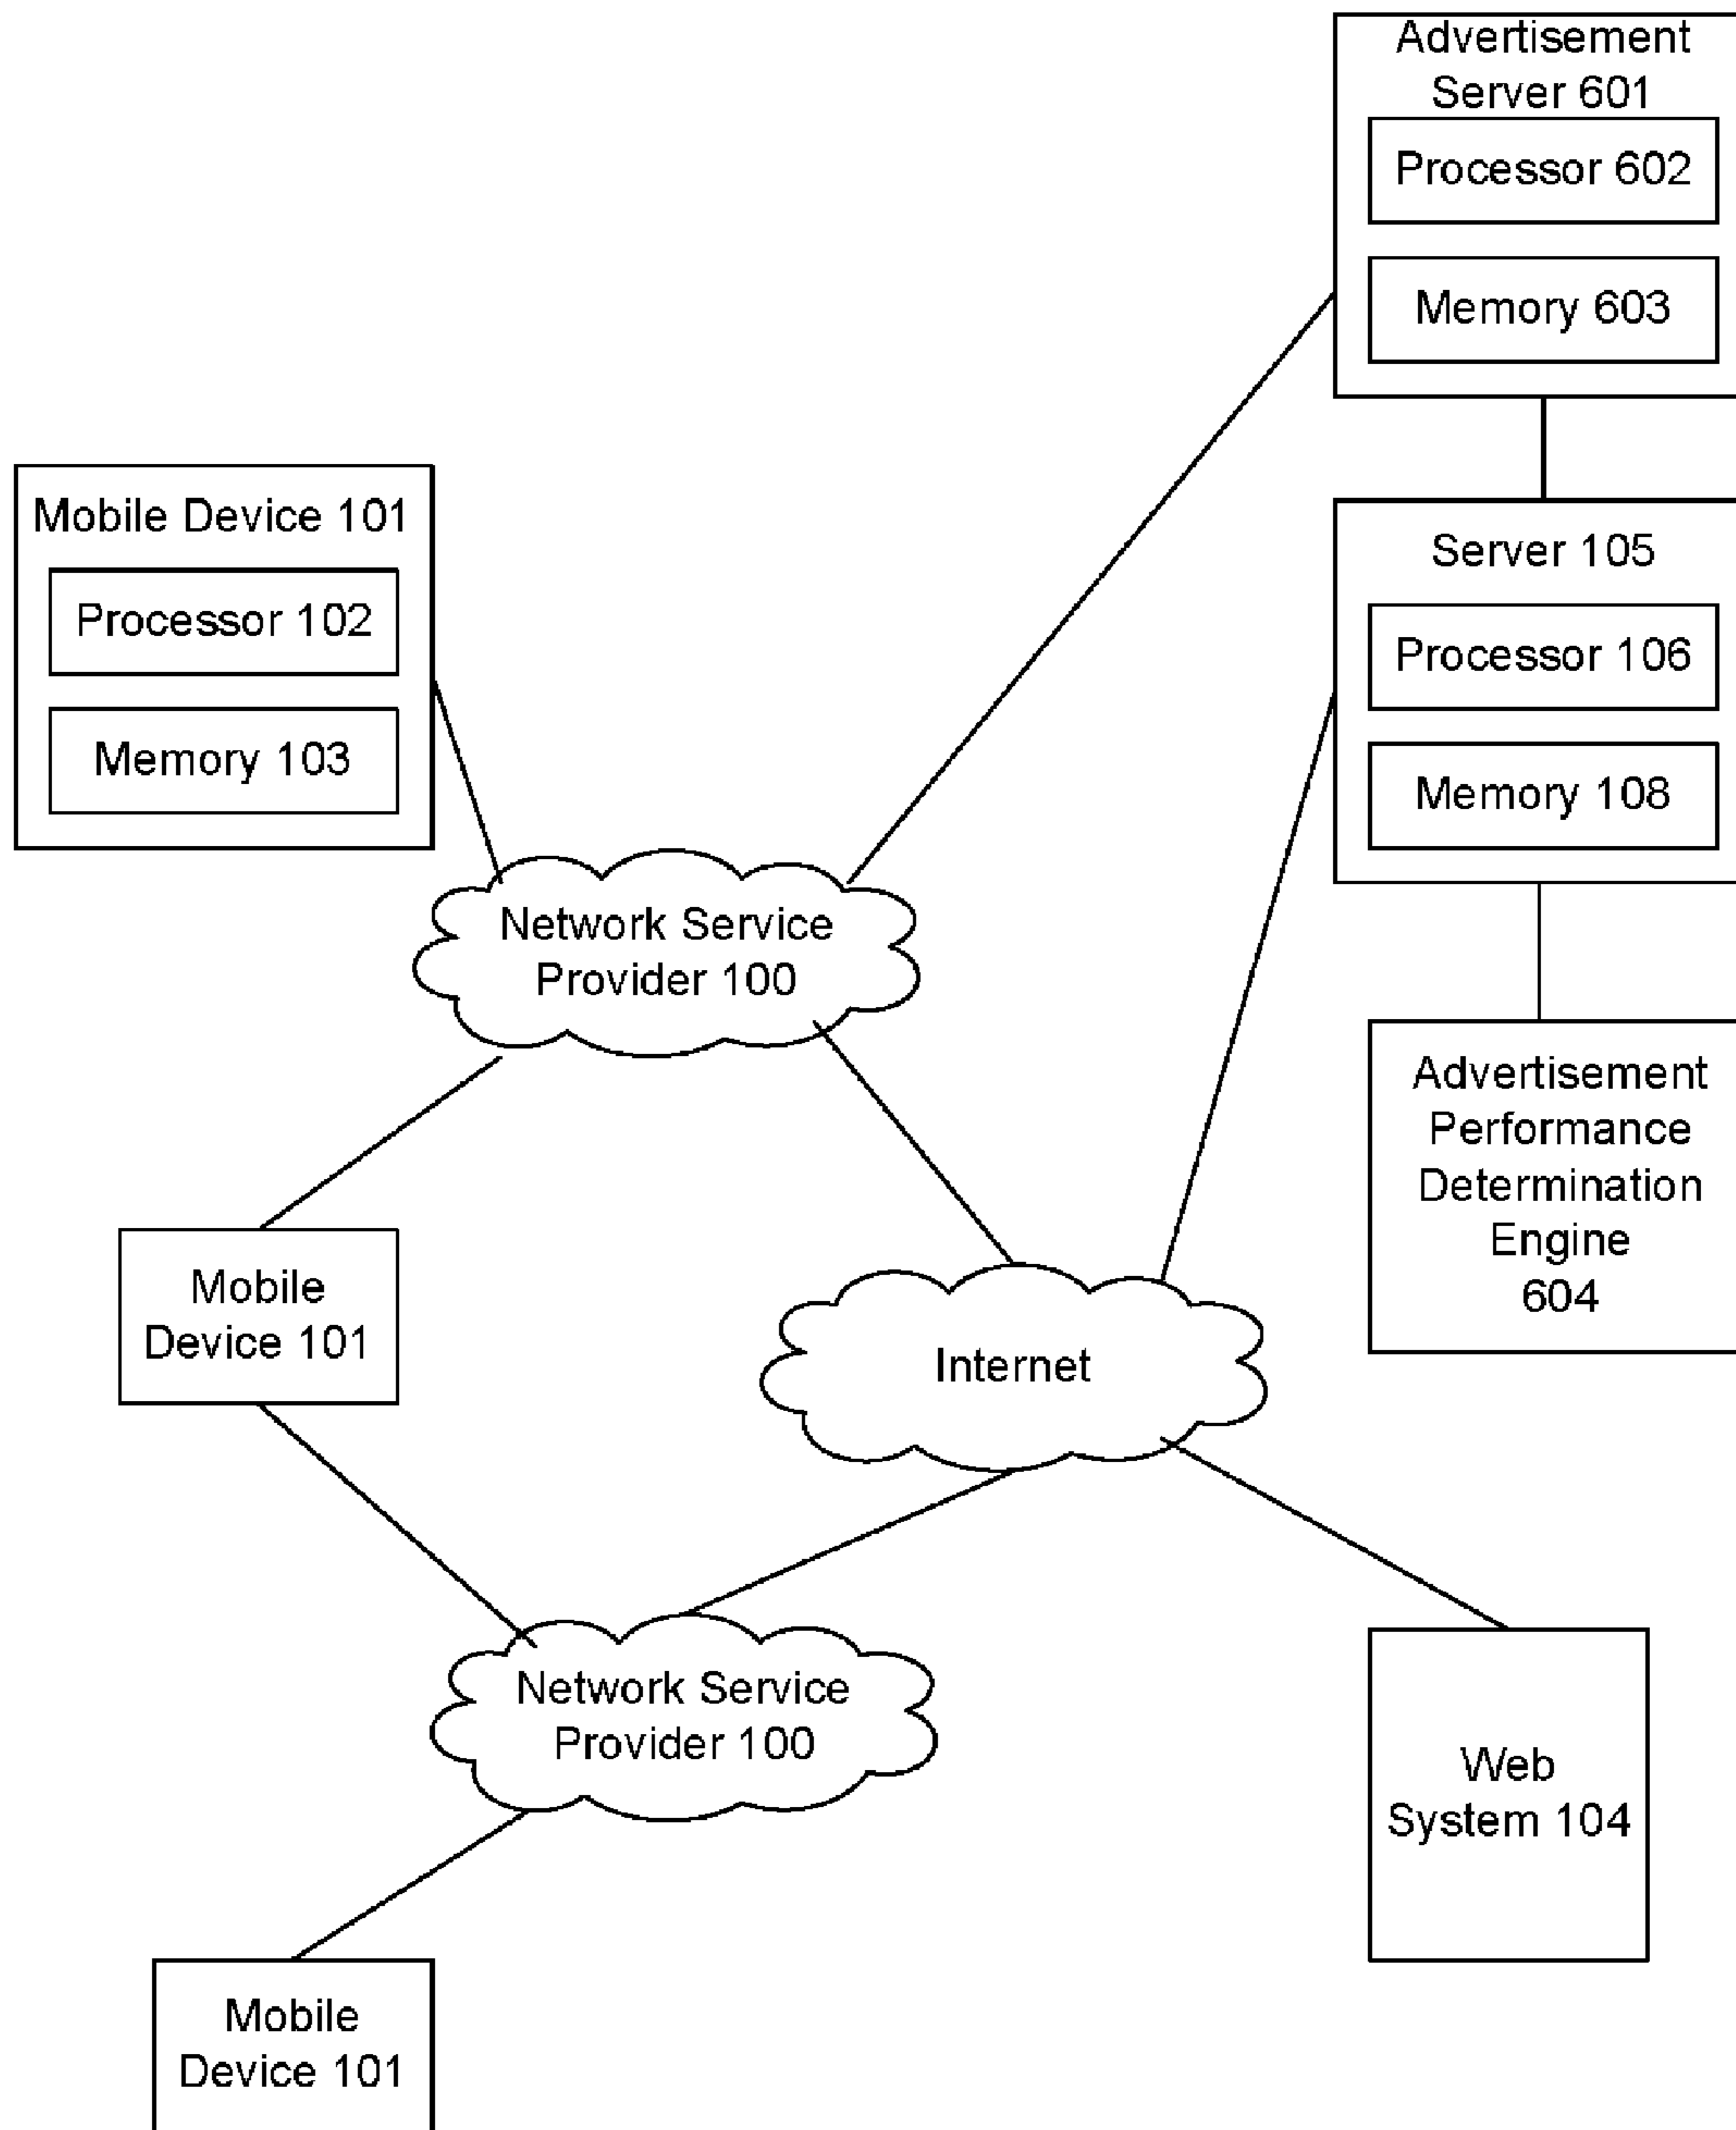 Advertisement
Server 601
Processor 602
Memory 603
Mobile Device 101
Processor 102
Memory 103
Server 105
Processor 106
Memory 108
Network Service
Provider 100
Advertisement
Performance
Determination
Engine
604
Mobile
Device 101
Internet
Network Service
Provider 100
Web
System 104
Mobile
Device 101